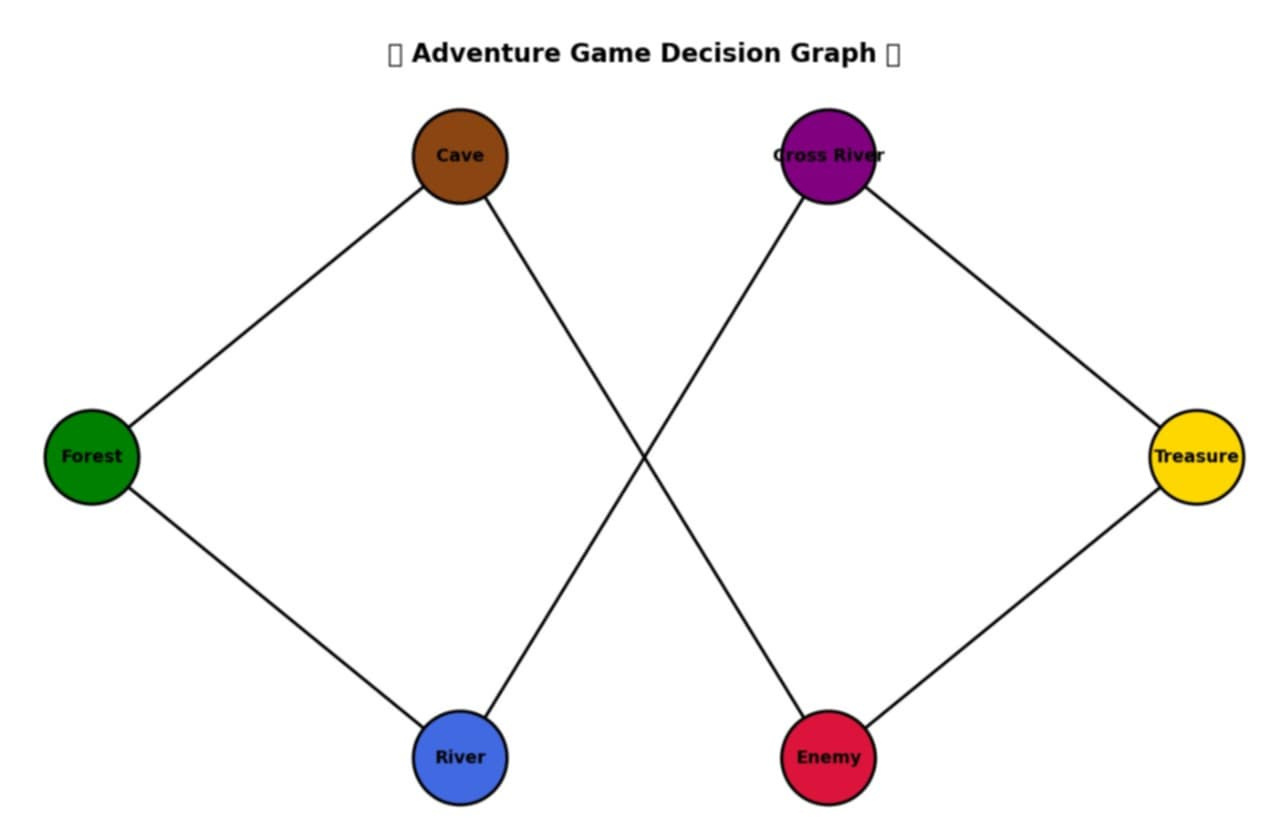 ▯ Adventure Game Decision Graph ▯
Cave
Cross River
Forest
Treasure
River
Enemy